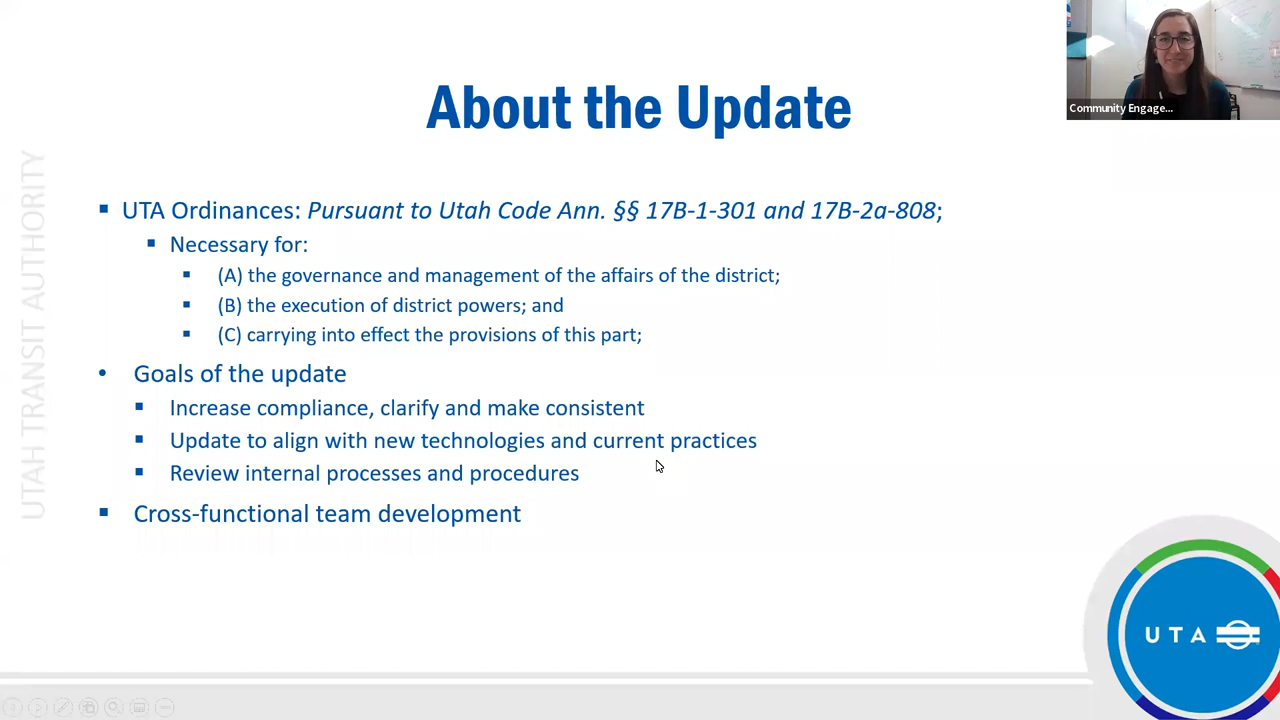 About the Update
Community Engage...
UTAH TRANSIT AUTHORITY
UTA Ordinances: Pursuant to Utah Code Ann. §§ 17B-1-301 and 17B-2a-808;
Necessary for:
(A) the governance and management of the affairs of the district;
(B) the execution of district powers; and
(C) carrying into effect the provisions of this part;
Goals of the update
Increase compliance, clarify and make consistent
Update to align with new technologies and current practices
Review internal processes and procedures
Cross-functional team development
UTA